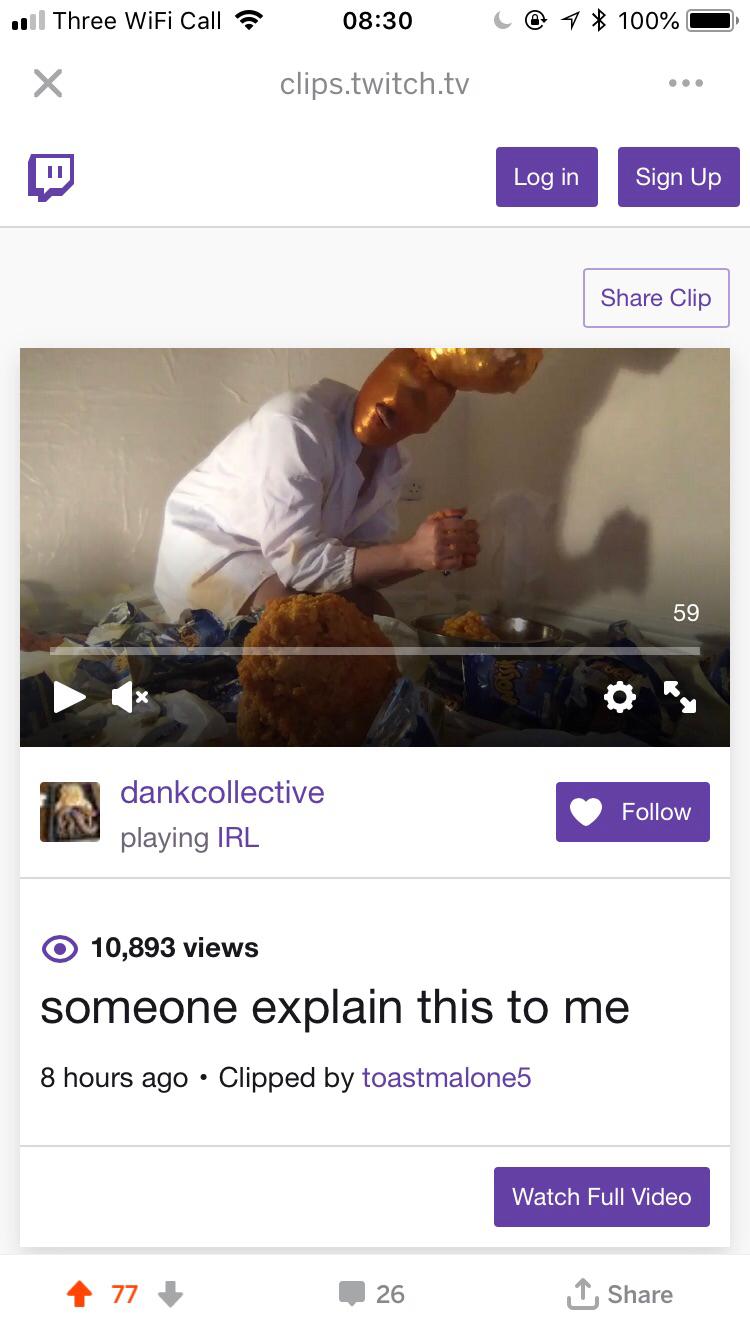 Three WiFi Call 08:30 100%
clips.twitch.tv
Log in Sign Up
Share Clip
59
dankcollective
Follow
playing IRL
10,893 views
someone explain this to me
8 hours ago • Clipped by toastmalone5
Watch Full Video
77 26 Share